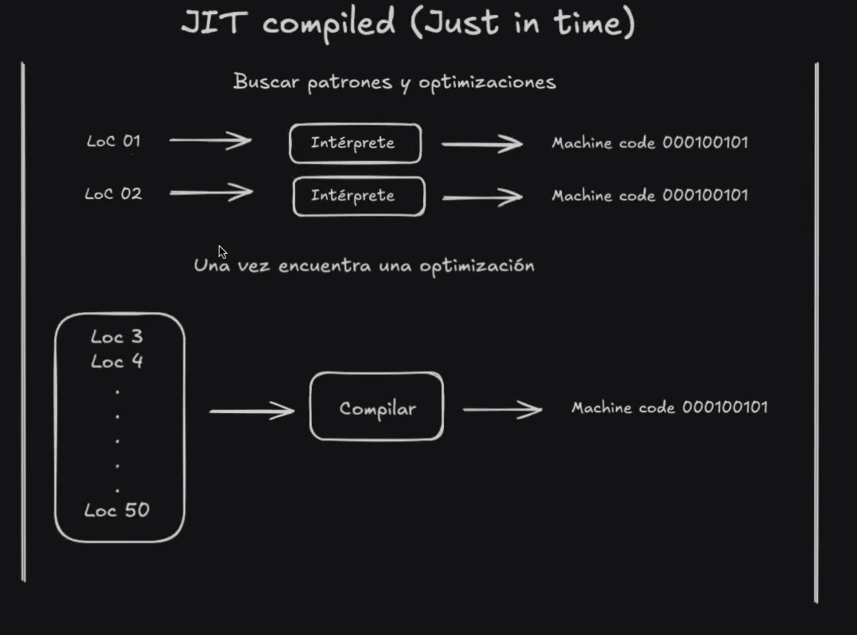 JIT compiled (Just in time)
Buscar patrones y optimizaciones
LoC 01
Intérprete
Machine code 000100101
LoC 02
Intérprete
Machine code 000100101
Una vez encuentra una optimización
Loc 3
Loc 4
.
.
.
.
.
Loc 50
Compilar
Machine code 000100101